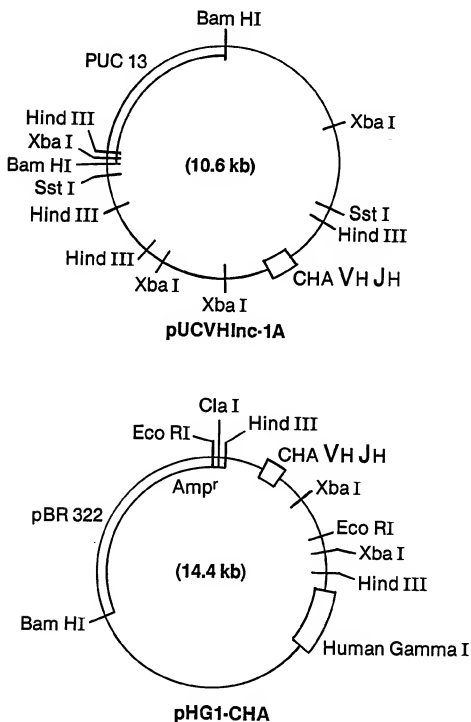 Bam HI
PUC 13
Hind III
Xba I
Bam HI
Sst I
Hind III
Hind III
Xba I
Xba I
(10.6 kb)
Xba I
Sst I
Hind III
CHA VH JH
pUCVHInc-1A
Cla I
Eco RI
Hind III
CHA VH JH
Ampr
Xba I
pBR 322
Eco RI
(14.4 kb)
Xba I
Hind III
Bam HI
Human Gamma I
pHG1-CHA